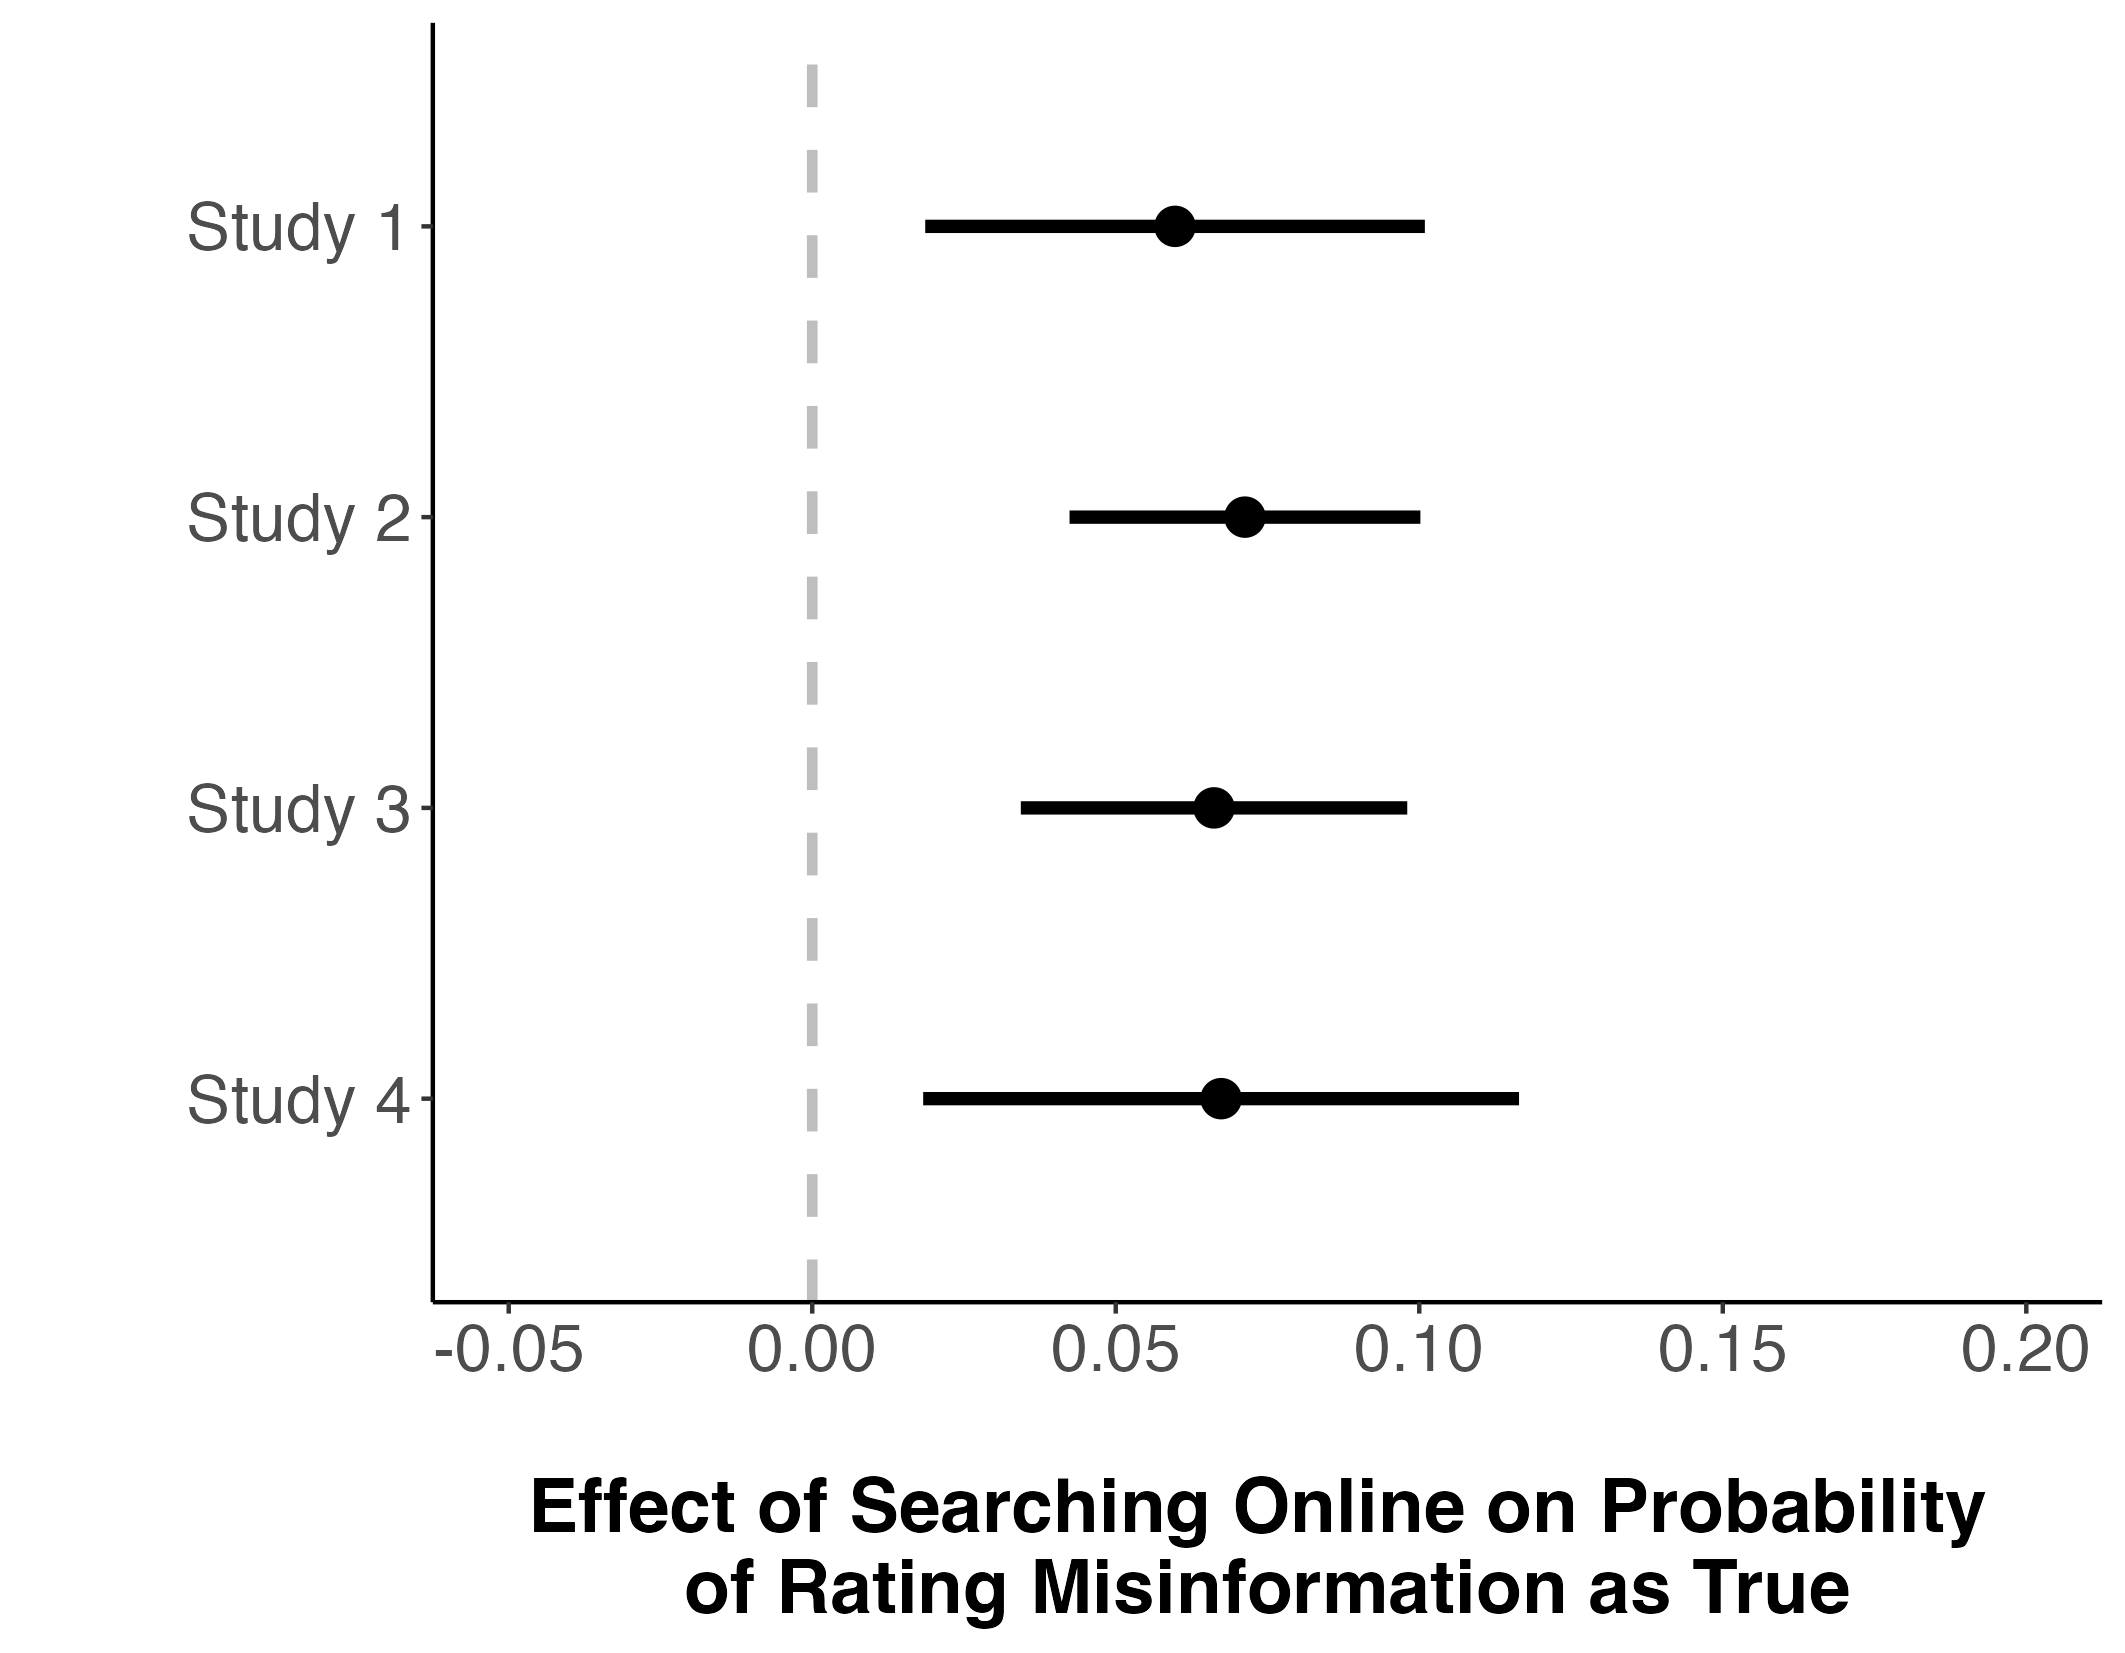 Study 1
Study 2
Study 3
Study 4
-0.05 0.00 0.05 0.10 0.15 0.20
Effect of Searching Online on Probability
of Rating Misinformation as True